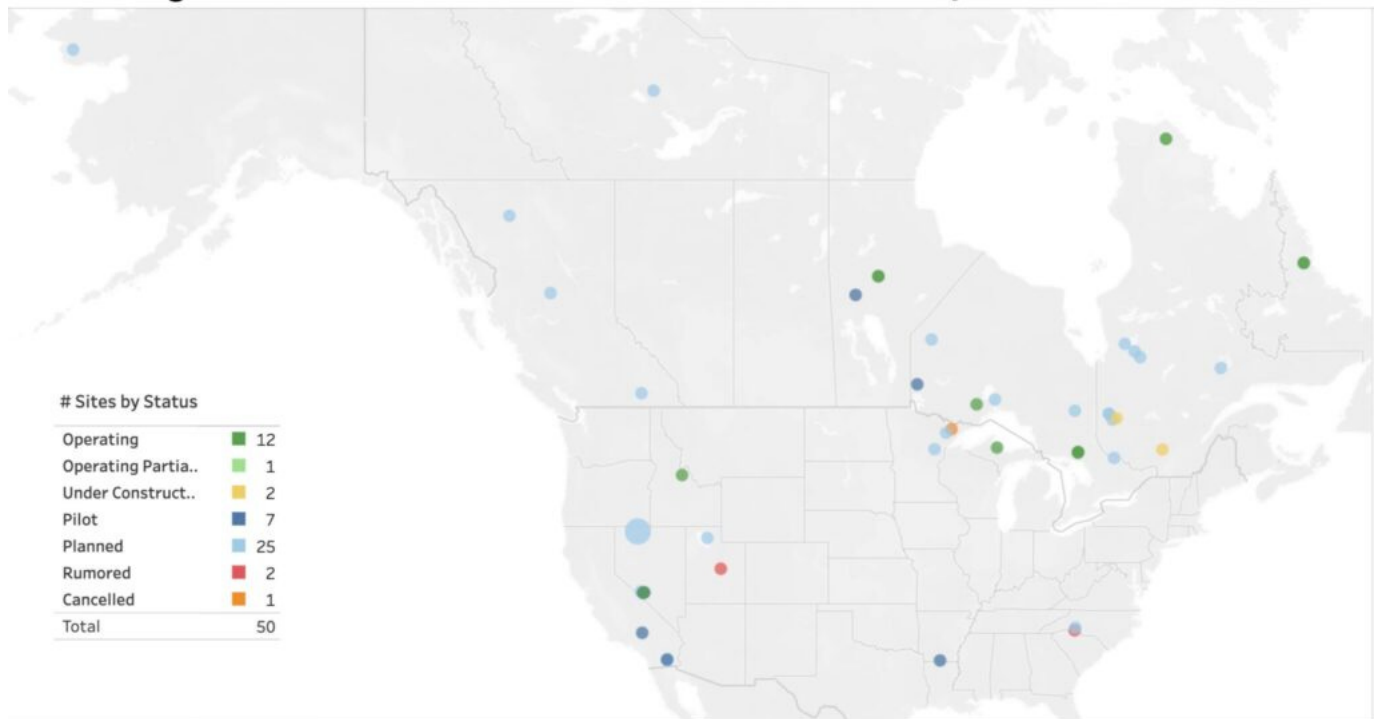 # Sites by Status
Operating 12
Operating Partia.. 1
Under Construct.. 2
Pilot 7
Planned 25
Rumored 2
Cancelled 1
Total 50